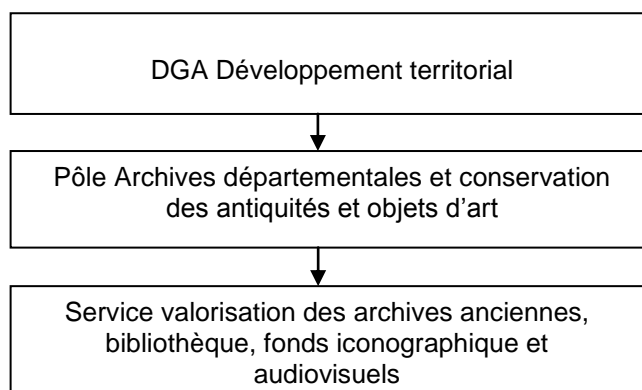 DGA Développement territorial
Pôle Archives départementales et conservation
des antiquités et objets d’art
Service valorisation des archives anciennes,
bibliothèque, fonds iconographique et
audiovisuels